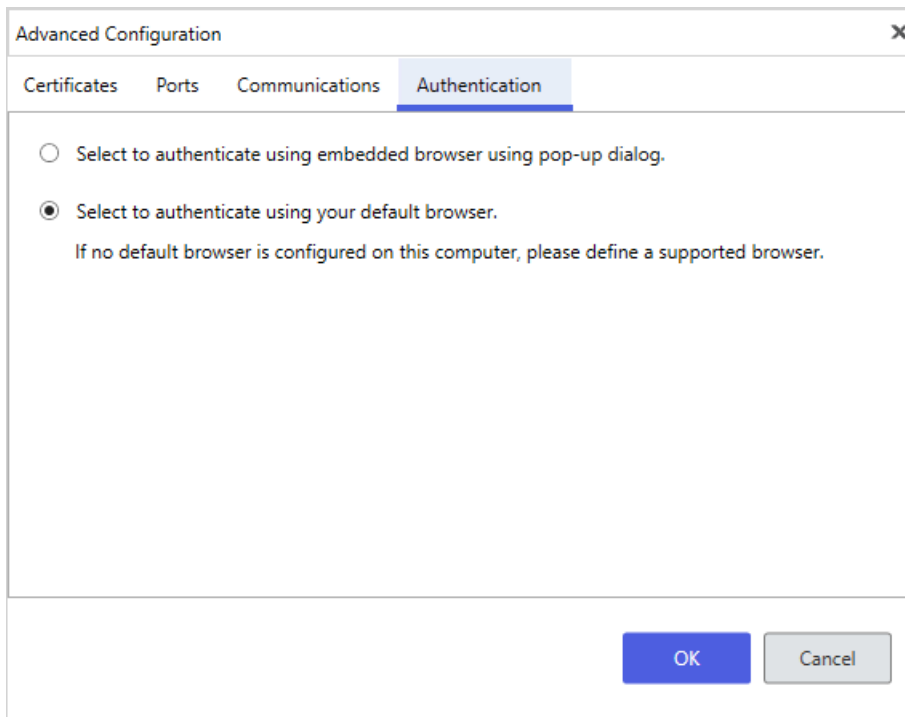 Advanced Configuration
Certificates Ports Communications Authentication
Select to authenticate using embedded browser using pop-up dialog.
Select to authenticate using your default browser.
If no default browser is configured on this computer, please define a supported browser.
OK Cancel